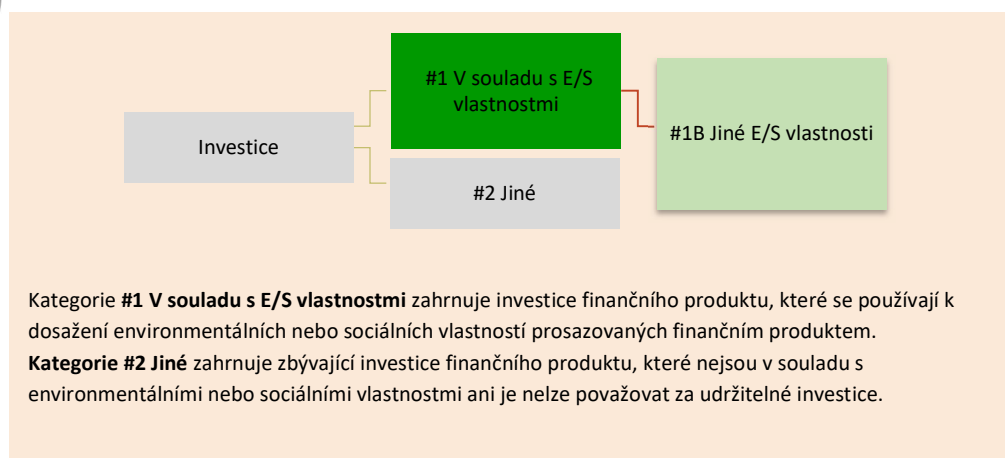 #1 V souladu s E/S
vlastnostmi
Investice
#1B Jiné E/S vlastnosti
#2 Jiné
Kategorie #1 V souladu s E/S vlastnostmi zahrnuje investice finančního produktu, které se používají k
dosažení environmentálních nebo sociálních vlastností prosazovaných finančním produktem.
Kategorie #2 Jiné zahrnuje zbývající investice finančního produktu, které nejsou v souladu s
environmentálními nebo sociálními vlastnostmi ani je nelze považovat za udržitelné investice.